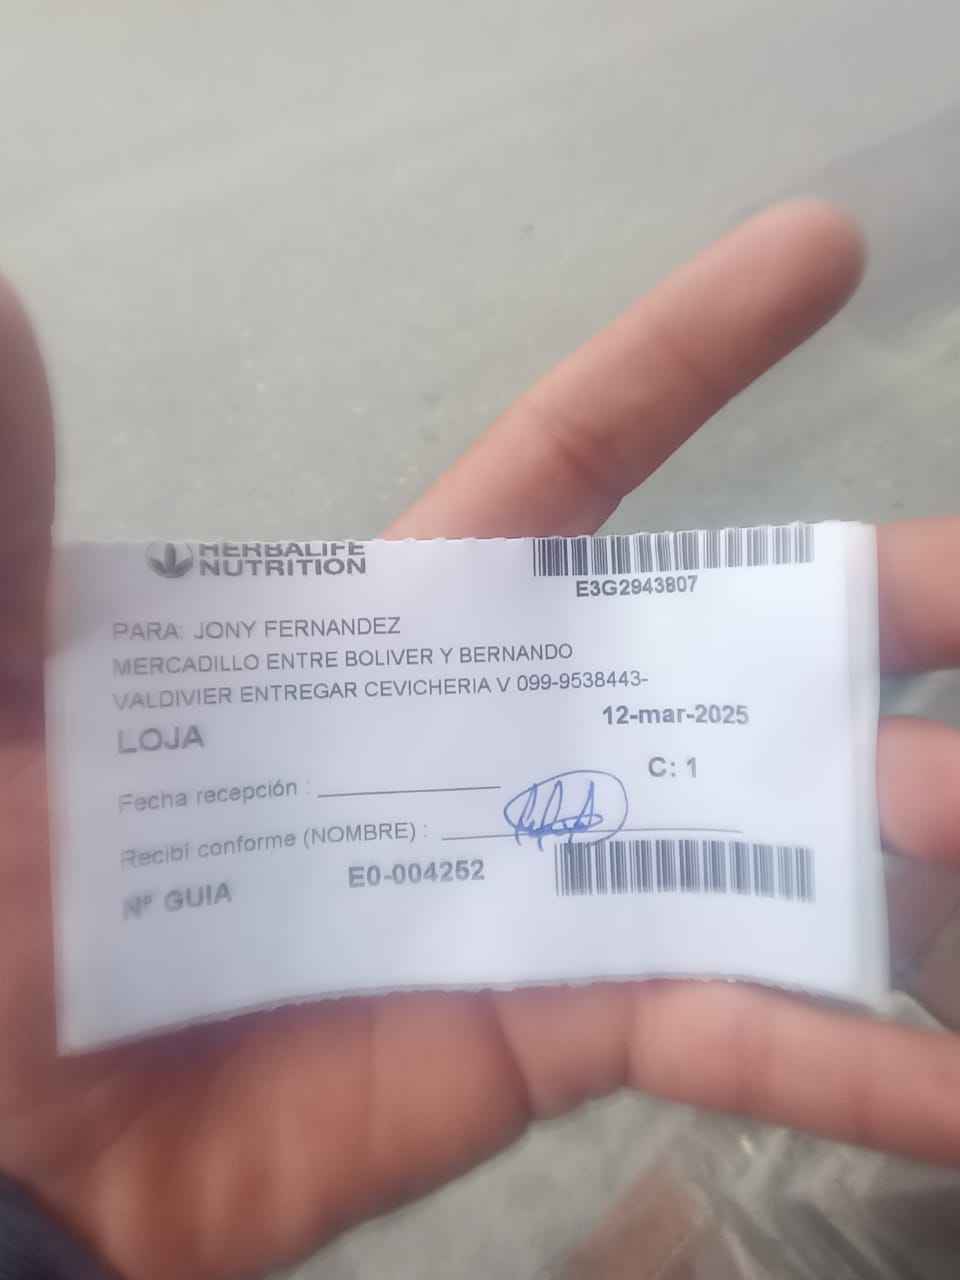 HERBALIFE
NUTRITION
E3G2943807
PARA: JONY FERNANDEZ
MERCADILLO ENTRE BOLIVER Y BERNANDO
VALDIVIER ENTREGAR CEVICHERIA V 099-9538443-
LOJA
12-mar-2025
C: 1
Fecha recepción :
Recibí conforme (NOMBRE) :
Nº GUIA E0-004252